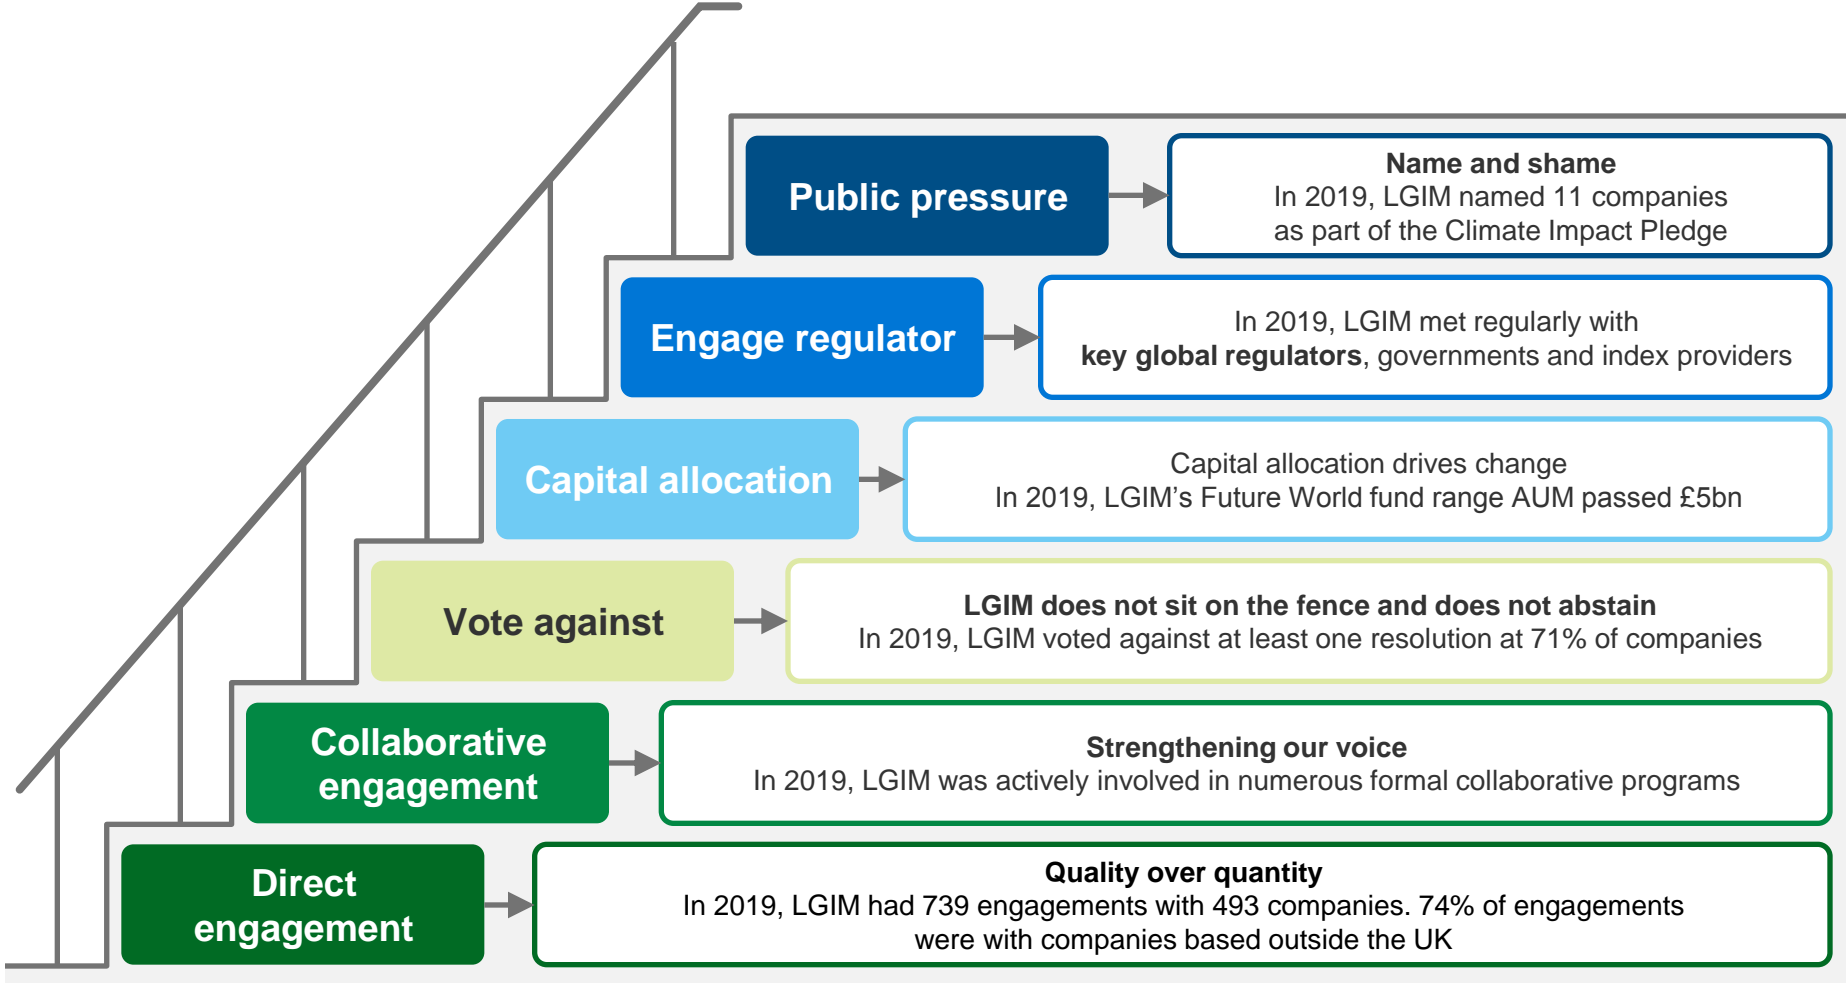 Public pressure
Name and shame
In 2019, LGIM named 11 companies
as part of the Climate Impact Pledge
Engage regulator
In 2019, LGIM met regularly with
key global regulators, governments and index providers
Capital allocation
Capital allocation drives change
In 2019, LGIM’s Future World fund range AUM passed £5bn
Vote against
LGIM does not sit on the fence and does not abstain
In 2019, LGIM voted against at least one resolution at 71% of companies
Collaborative
engagement
Strengthening our voice
In 2019, LGIM was actively involved in numerous formal collaborative programs
Direct
engagement
Quality over quantity
In 2019, LGIM had 739 engagements with 493 companies. 74% of engagements
were with companies based outside the UK